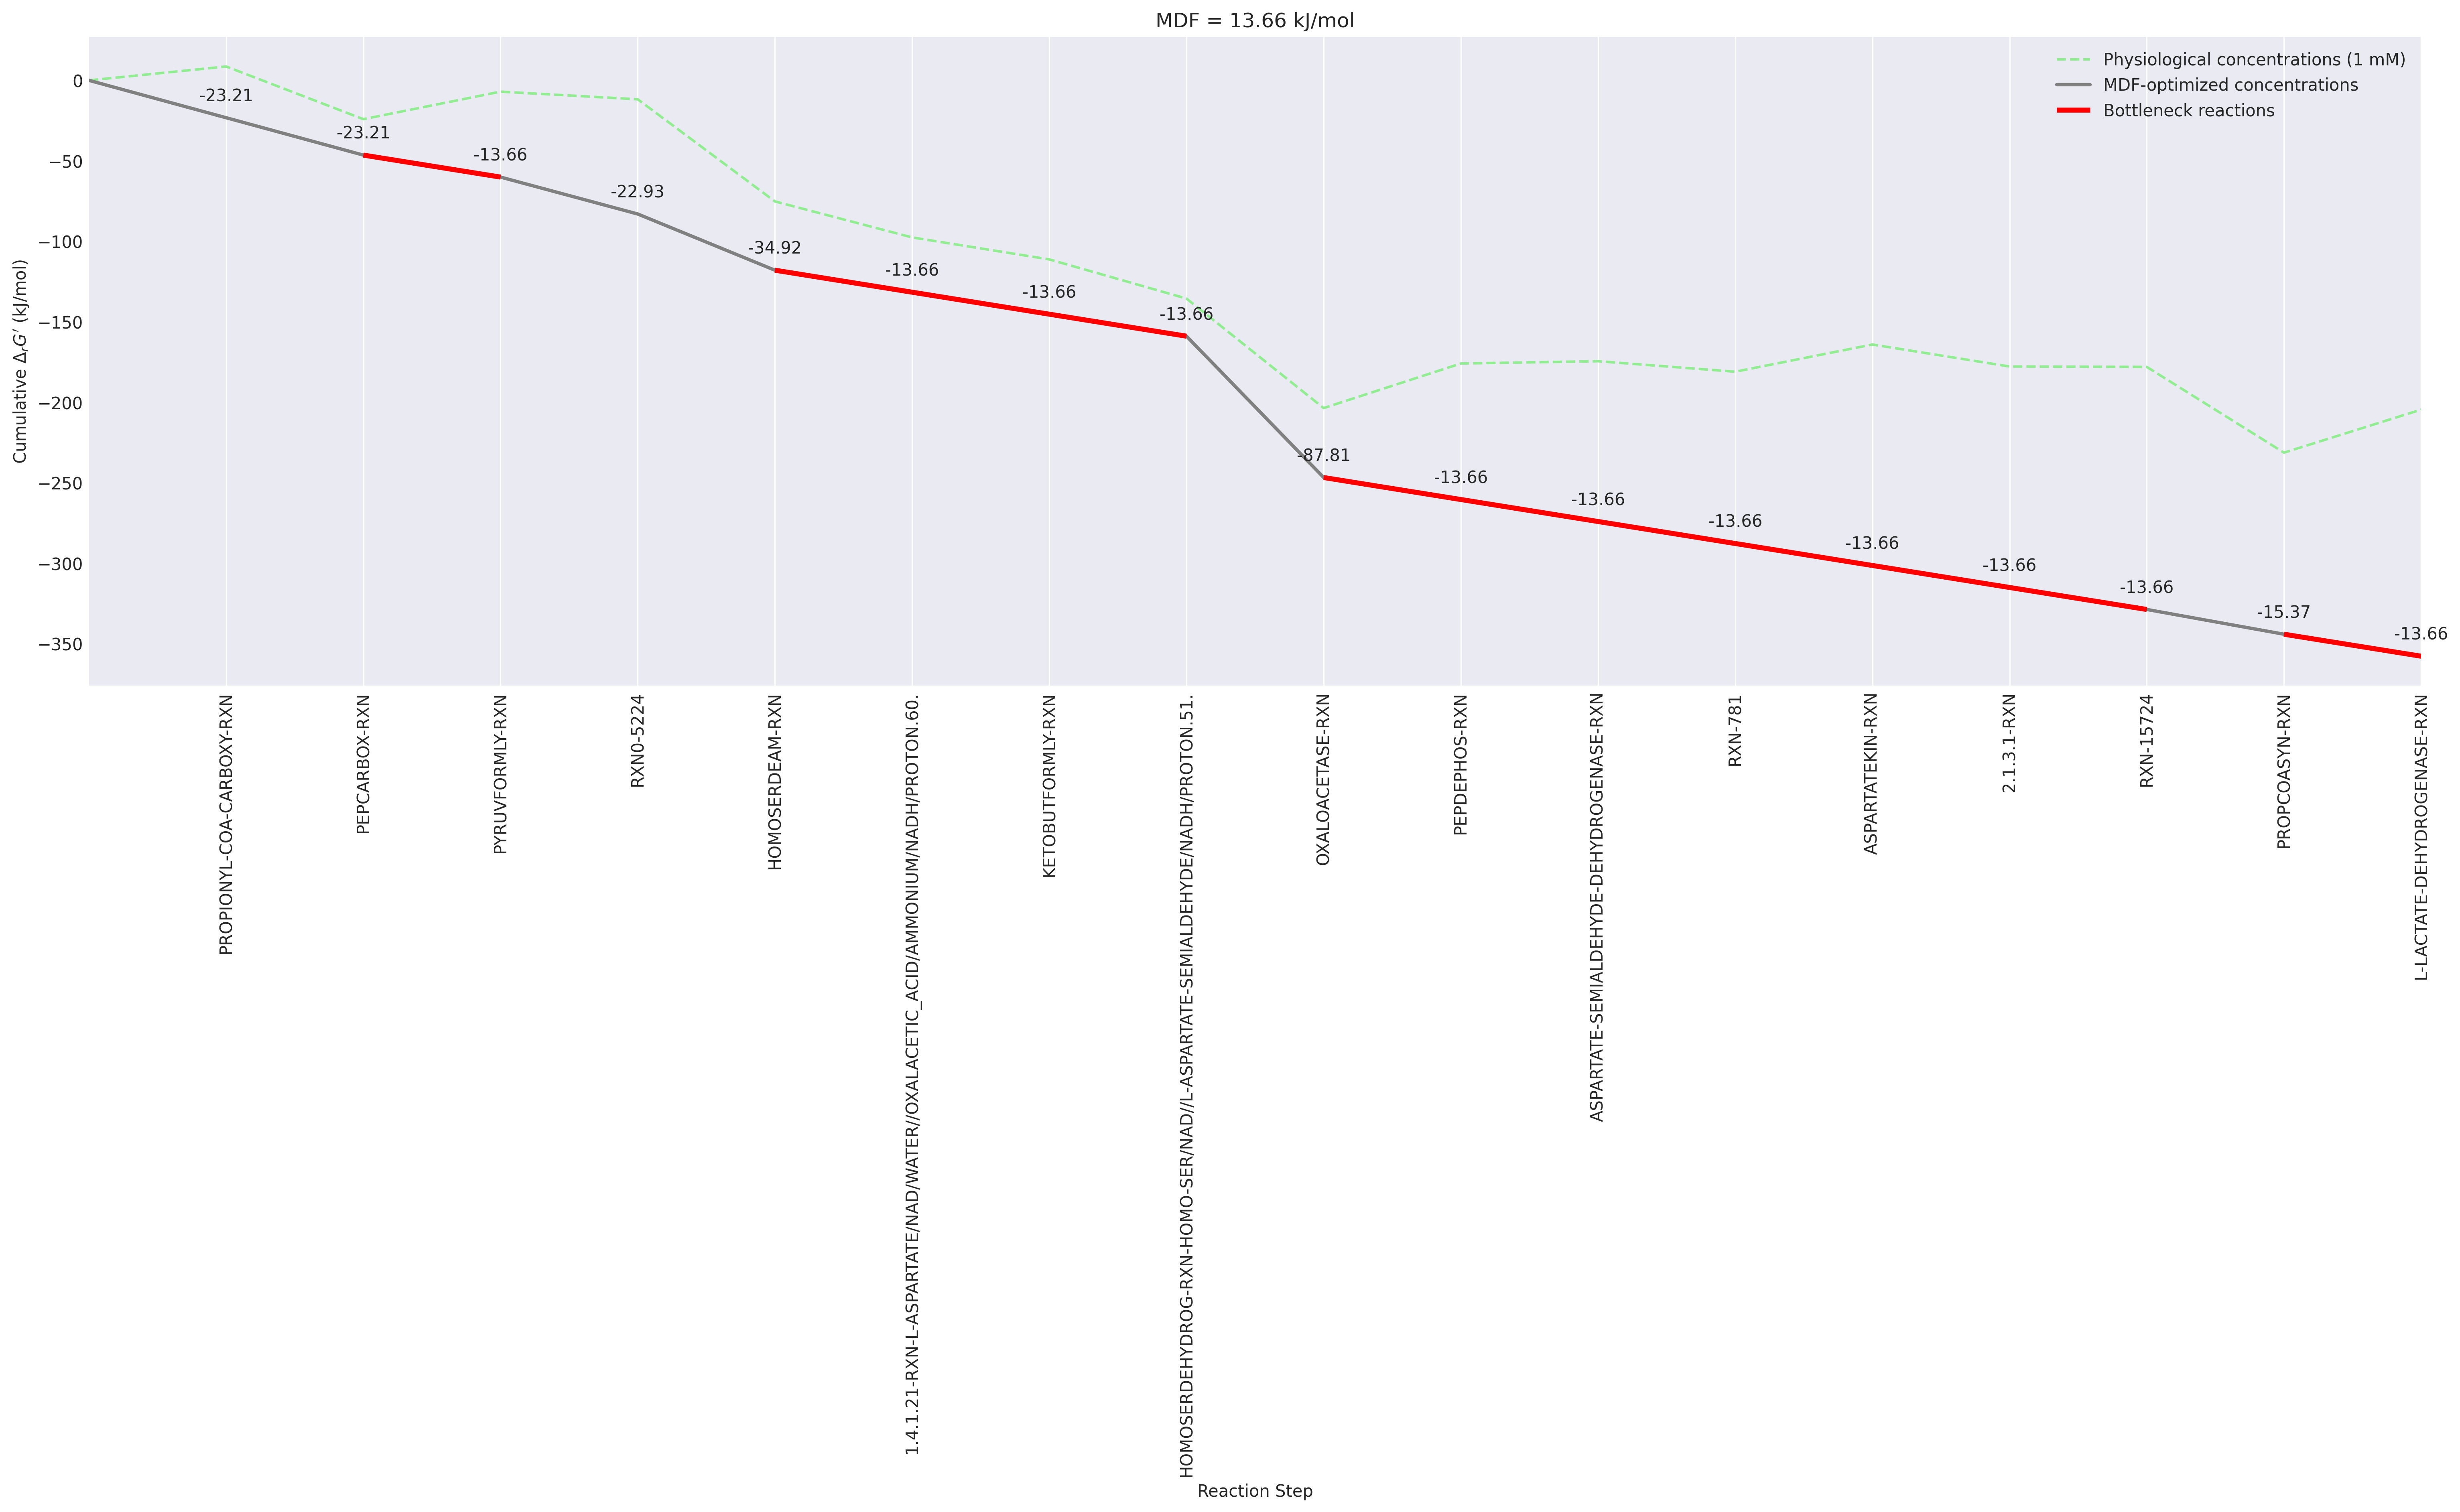 MDF = 13.66 kJ/mol
Physiological concentrations (1 mM)
MDF-optimized concentrations
Bottleneck reactions
Cumulative ΔrG′ (kJ/mol)
0
−50
−100
−150
−200
−250
−300
−350
-23.21
-23.21
-13.66
-22.93
-34.92
-13.66
-13.66
-13.66
-87.81
-13.66
-13.66
-13.66
-13.66
-13.66
-13.66
-15.37
-13.66
PROPIONYL-COA-CARBOXY-RXN
PEPCARBOX-RXN
PYRUVFORMLY-RXN
RXN0-5224
HOMOSERDEAM-RXN
1.4.1.21-RXN-L-ASPARTATE/NAD/WATER//OXALACETIC_ACID/AMMONIUM/NADH/PROTON.60.
KETOBUTFORMLY-RXN
HOMOSERDEHYDROG-RXN-HOMO-SER/NAD//L-ASPARTATE-SEMIALDEHYDE/NADH/PROTON.51.
OXALOACETASE-RXN
PEPDEPHOS-RXN
ASPARTATE-SEMIALDEHYDE-DEHYDROGENASE-RXN
RXN-781
ASPARTATEKIN-RXN
2.1.3.1-RXN
RXN-15724
PROPCOASYN-RXN
L-LACTATE-DEHYDROGENASE-RXN
Reaction Step